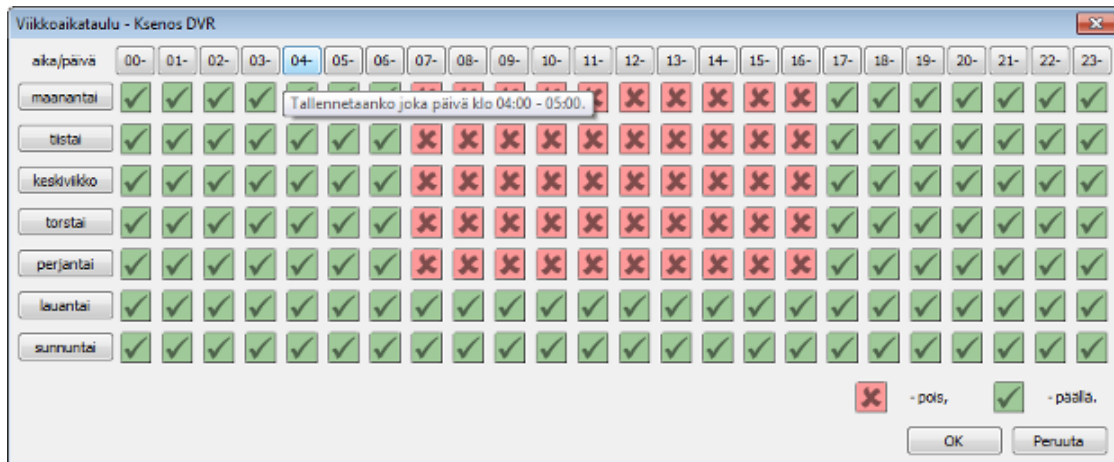 Viikkoaikataulu - Ksenos DVR
aika/päivä 00- 01- 02- 03- 04- 05- 06- 07- 08- 09- 10- 11- 12- 13- 14- 15- 16- 17- 18- 19- 20- 21- 22- 23-
maanantai
Tallennetaanko joka päivä klo 04:00 - 05:00.
tiistai
keskiviikko
torstai
perjantai
lauantai
sunnuntai
- pois, - päällä.
OK Peruuta